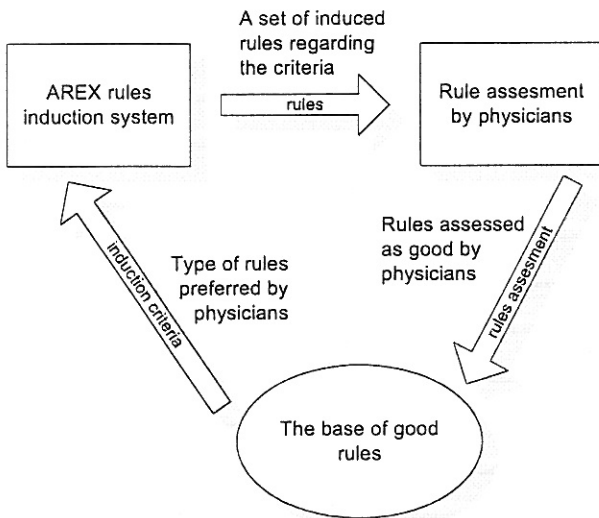 A set of induced
rules regarding
the criteria
AREX rules
induction system
rules
Rule assesment
by physicians
Rules assessed
as good by
physicians
rules assesment
Type of rules
preferred by
physicians
induction criteria
The base of good
rules